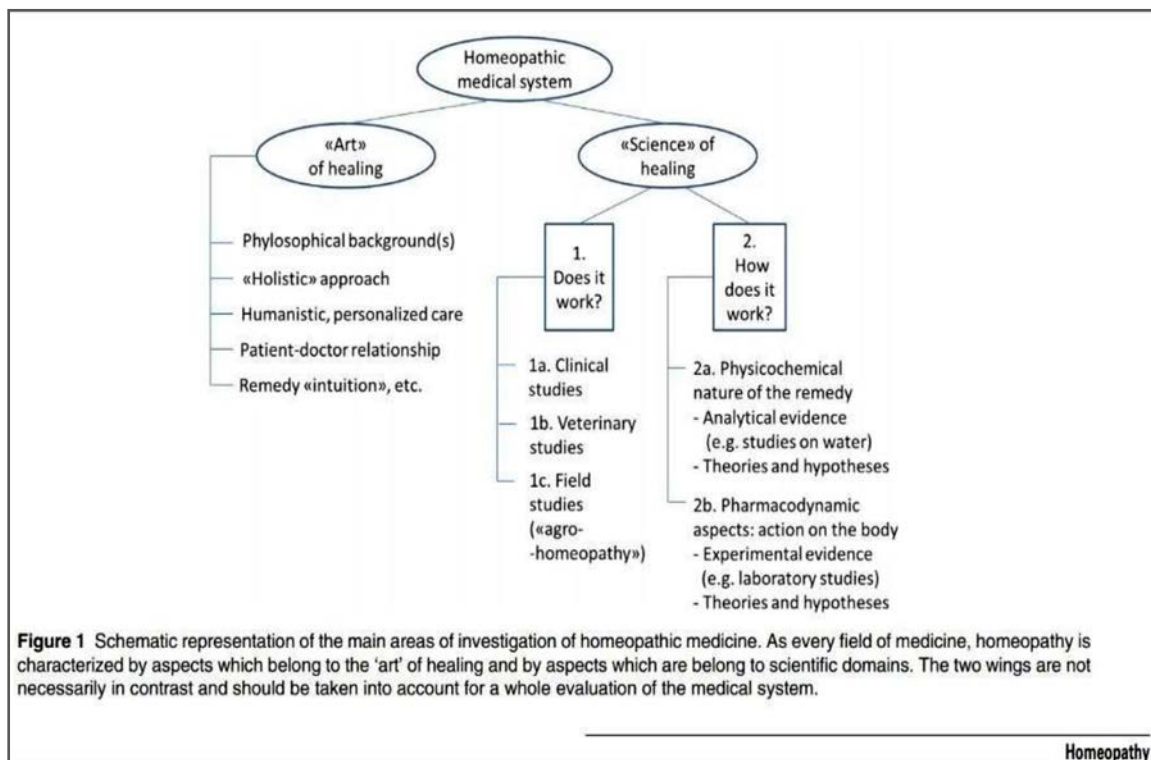 Homeopathic
medical system
«Art»
of healing
«Science» of
healing
Phylosophical background(s)
«Holistic» approach
Humanistic, personalized care
Patient-doctor relationship
Remedy «intuition», etc.
1.
Does it
work?
1a. Clinical
studies
1b. Veterinary
studies
1c. Field
studies
(«agro-
-homeopathy»)
2.
How
does it
work?
2a. Physicochemical
nature of the remedy
- Analytical evidence
(e.g. studies on water)
- Theories and hypotheses
2b. Pharmacodynamic
aspects: action on the body
- Experimental evidence
(e.g. laboratory studies)
- Theories and hypotheses
Figure 1 Schematic representation of the main areas of investigation of homeopathic medicine. As every field of medicine, homeopathy is
characterized by aspects which belong to the 'art' of healing and by aspects which are belong to scientific domains. The two wings are not
necessarily in contrast and should be taken into account for a whole evaluation of the medical system.
Homeopathy